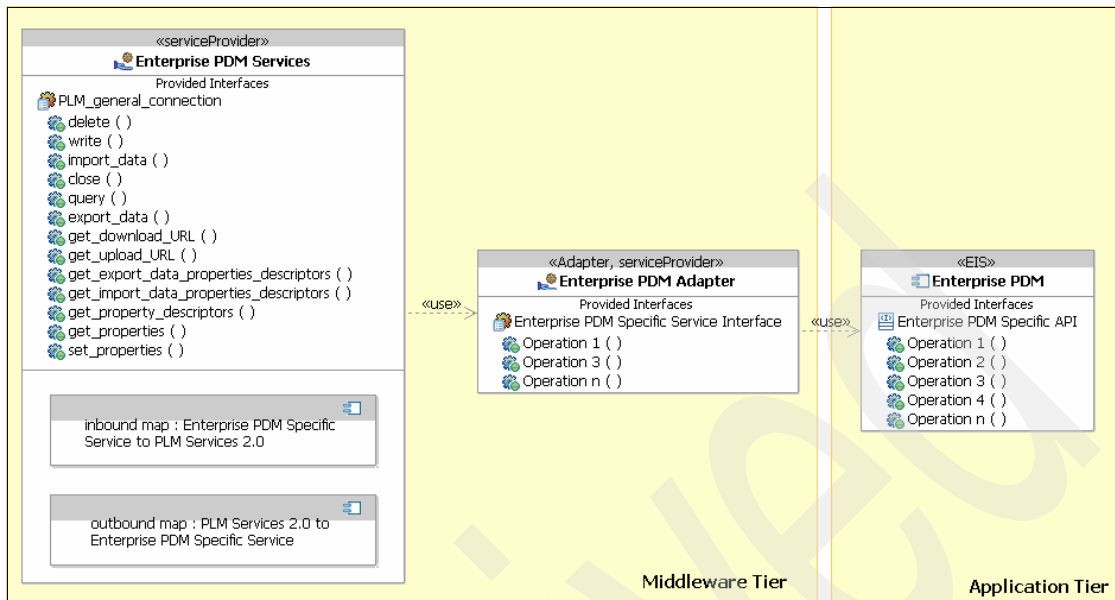 «serviceProvider»
Enterprise PDM Services
Provided Interfaces
PLM_general_connection
delete ( )
write ( )
import_data ( )
close ( )
query ( )
export_data ( )
get_download_URL ( )
get_upload_URL ( )
get_export_data_properties_descriptors ( )
get_import_data_properties_descriptors ( )
get_property_descriptors ( )
get_properties ( )
set_properties ( )
inbound map : Enterprise PDM Specific
Service to PLM Services 2.0
outbound map : PLM Services 2.0 to
Enterprise PDM Specific Service
«use»
«Adapter, serviceProvider»
Enterprise PDM Adapter
Provided Interfaces
Enterprise PDM Specific Service Interface
Operation 1 ( )
Operation 3 ( )
Operation n ( )
«use»
Middleware Tier
«EIS»
Enterprise PDM
Provided Interfaces
Enterprise PDM Specific API
Operation 1 ( )
Operation 2 ( )
Operation 3 ( )
Operation 4 ( )
Operation n ( )
Application Tier